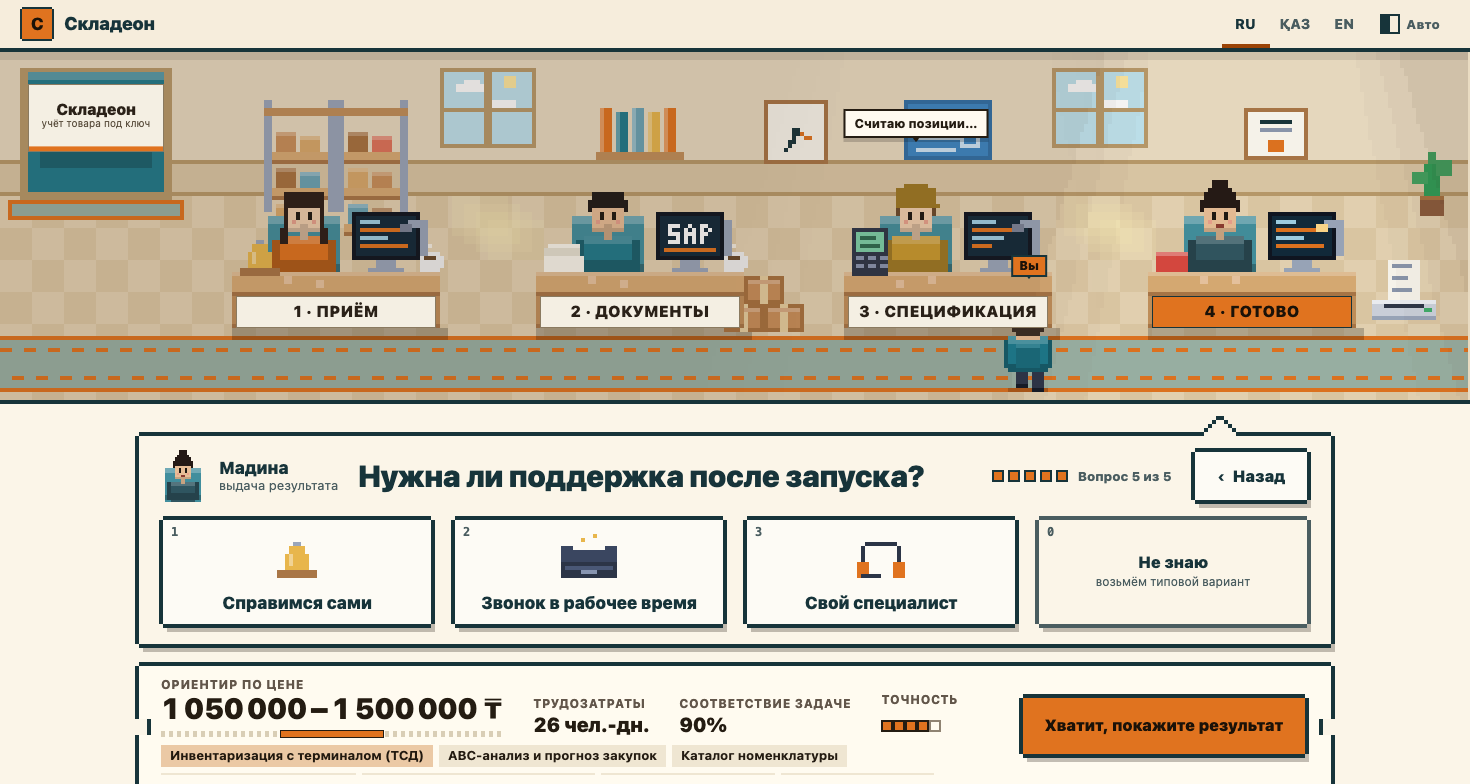 С Складеон
RU ҚАЗ EN Авто
Складеон
учёт товара под ключ
Считаю позиции...
SAP
Вы
1 · ПРИЁМ
2 · ДОКУМЕНТЫ
3 · СПЕЦИФИКАЦИЯ
4 · ГОТОВО
Мадина
выдача результата
Нужна ли поддержка после запуска?
Вопрос 5 из 5
‹ Назад
1
Справимся сами
2
Звонок в рабочее время
3
Свой специалист
0
Не знаю
возьмём типовой вариант
ОРИЕНТИР ПО ЦЕНЕ
1 050 000 – 1 500 000 ₸
ТРУДОЗАТРАТЫ
26 чел.-дн.
СООТВЕТСТВИЕ ЗАДАЧЕ
90%
ТОЧНОСТЬ
Хватит, покажите результат
Инвентаризация с терминалом (ТСД)
ABC-анализ и прогноз закупок
Каталог номенклатуры